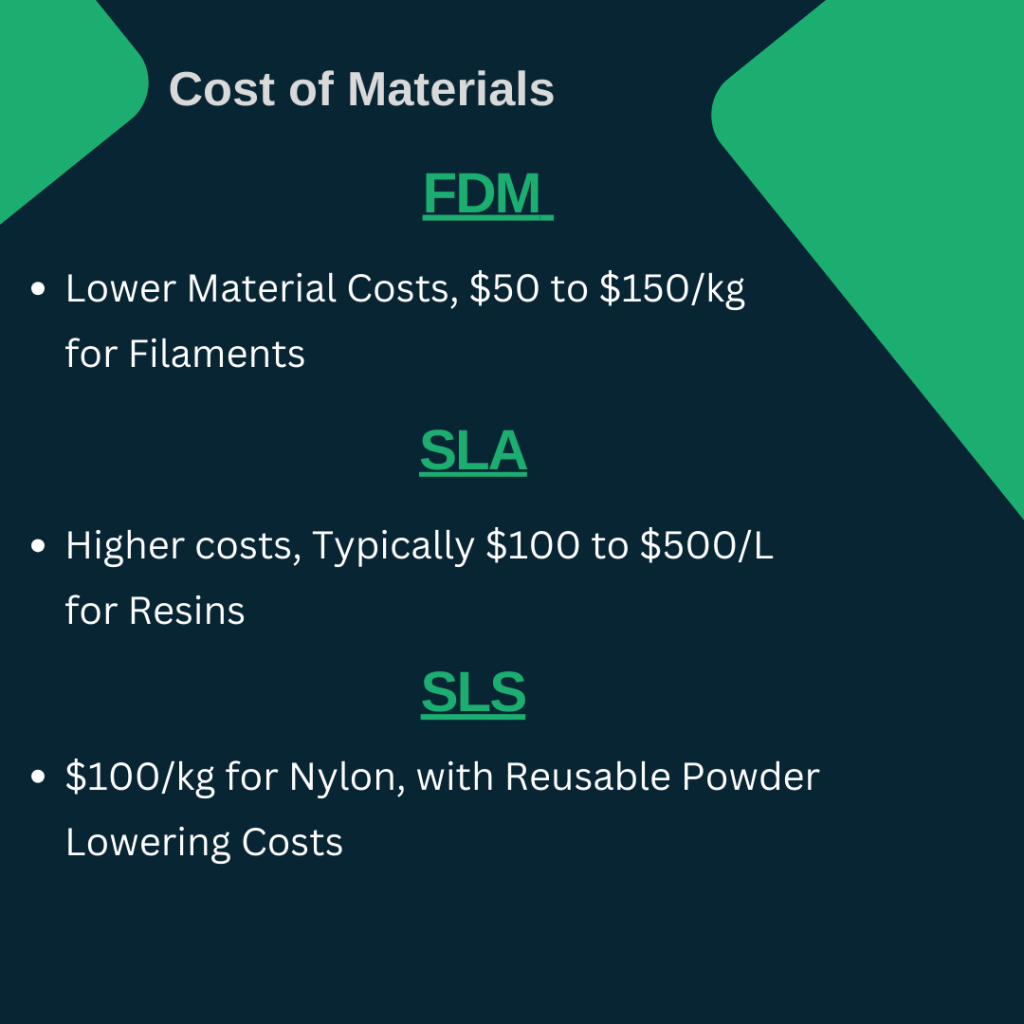 Cost of Materials
FDM
• Lower Material Costs, $50 to $150/kg
for Filaments
SLA
• Higher costs, Typically $100 to $500/L
for Resins
SLS
• $100/kg for Nylon, with Reusable Powder
Lowering Costs